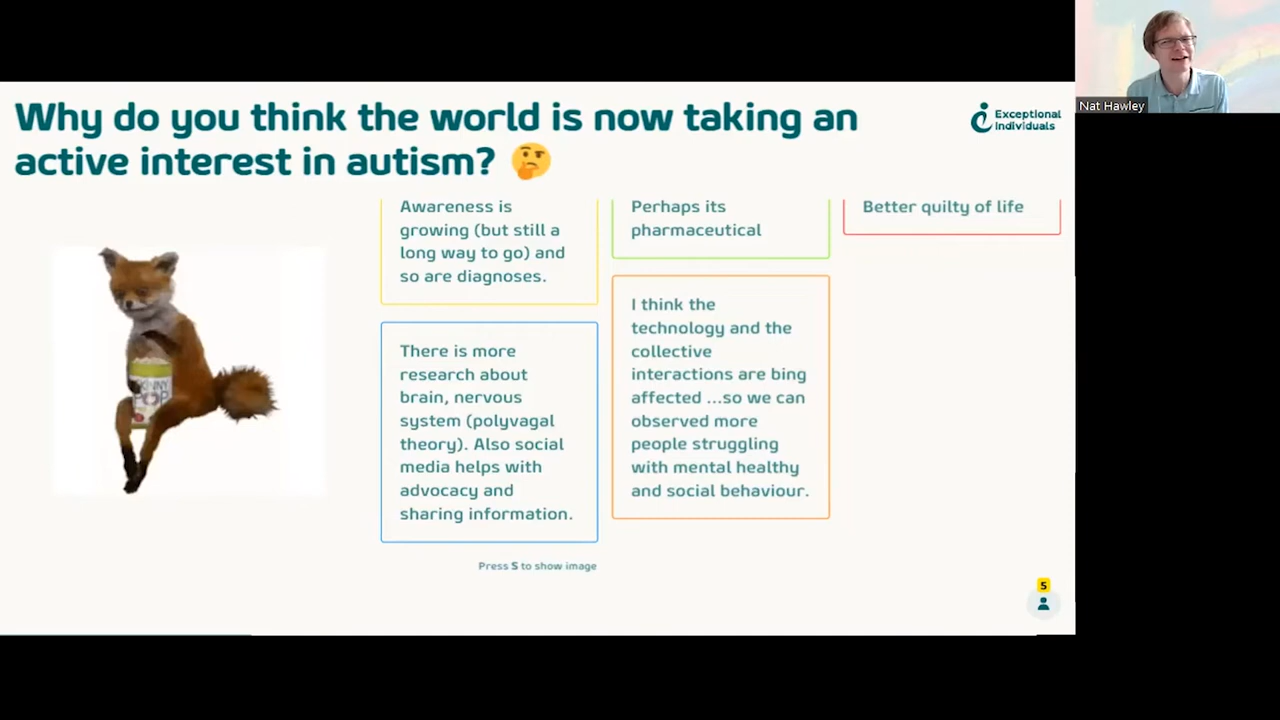 Why do you think the world is now taking an
active interest in autism?
Exceptional
Individuals
Nat Hawley
Awareness is
growing (but still a
long way to go) and
so are diagnoses.
There is more
research about
brain, nervous
system (polyvagal
theory). Also social
media helps with
advocacy and
sharing information.
Perhaps its
pharmaceutical
I think the
technology and the
collective
interactions are bing
affected ...so we can
observed more
people struggling
with mental healthy
and social behaviour.
Better quilty of life
POP
Press S to show image
5